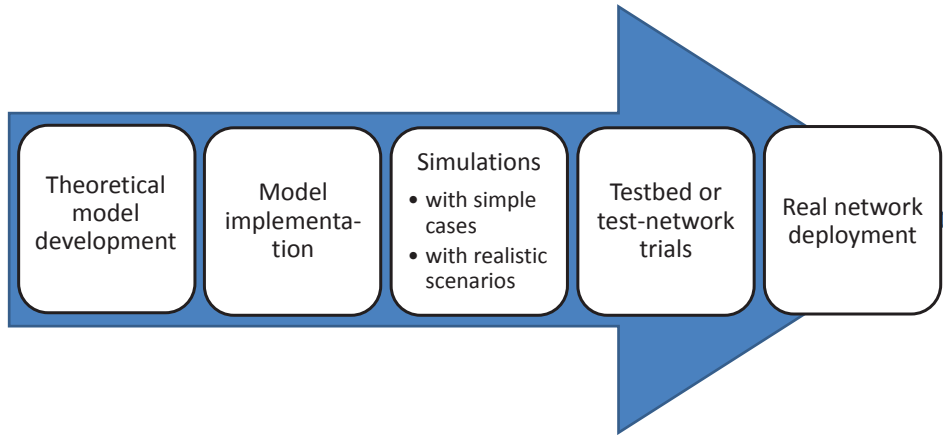 Theoretical
model
development
Model
implementa-
tion
Simulations
• with simple
cases
• with realistic
scenarios
Testbed or
test-network
trials
Real network
deployment